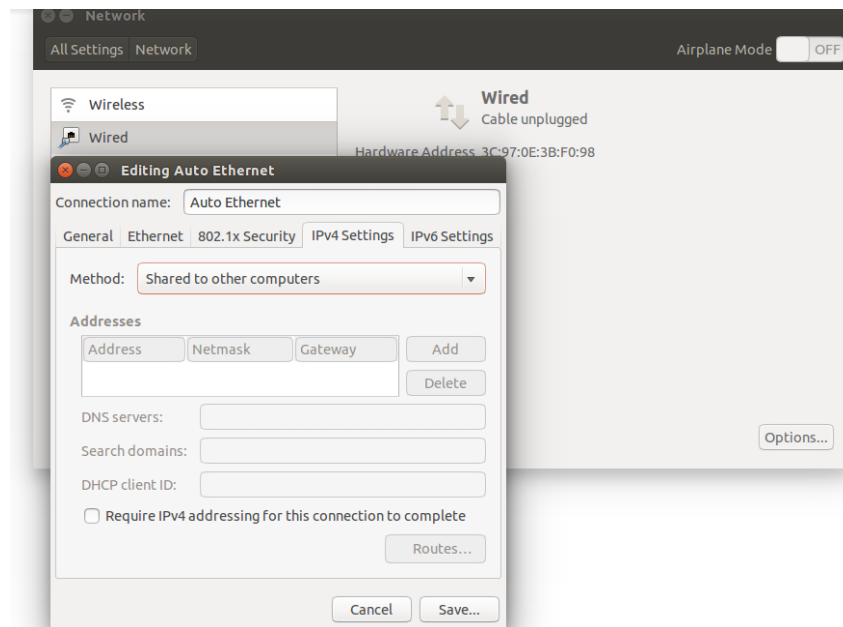 Network
All Settings Network Airplane Mode OFF
Wireless
Wired
Wired
Cable unplugged
Hardware Address 3C:97:0E:3B:F0:98
Editing Auto Ethernet
Connection name: Auto Ethernet
General Ethernet 802.1x Security IPv4 Settings IPv6 Settings
Method: Shared to other computers
Addresses
Address Netmask Gateway Add
Delete
DNS servers:
Search domains:
DHCP client ID:
Require IPv4 addressing for this connection to complete
Routes...
Options...
Cancel Save...